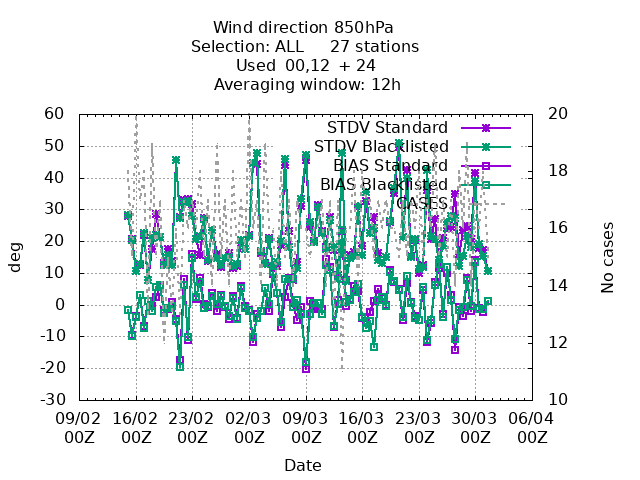 Wind direction 850hPa
Selection: ALL 27 stations
Used 00,12 + 24
Averaging window: 12h
STDV Standard
STDV Blacklisted
BIAS Standard
BIAS Blacklisted
CASES
60
50
40
30
20
10
0
-10
-20
-30
deg
20
18
16
14
12
10
No cases
09/02 16/02 23/02 02/03 09/03 16/03 23/03 30/03 06/04
00Z 00Z 00Z 00Z 00Z 00Z 00Z 00Z 00Z
Date